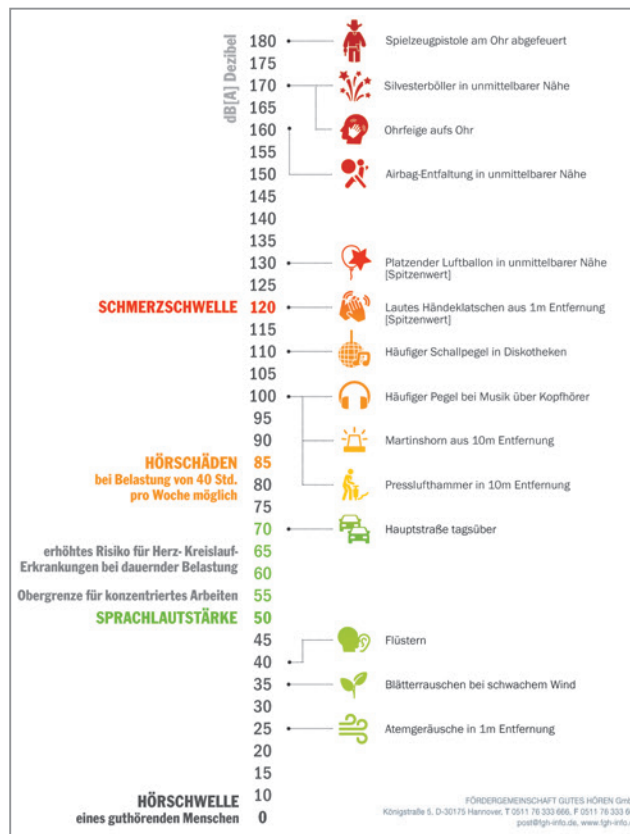 dB[A] Dezibel
180
Spielzeugpistole am Ohr abgefeuert
175
170
Silvesterböller in unmittelbarer Nähe
165
160
Ohrfeige aufs Ohr
155
150
Airbag-Entfaltung in unmittelbarer Nähe
145
140
135
130
Platzender Luftballon in unmittelbarer Nähe
[Spitzenwert]
125
SCHMERZSCHWELLE 120
Lautes Händeklatschen aus 1m Entfernung
[Spitzenwert]
115
110
Häufiger Schallpegel in Diskotheken
105
100
Häufiger Pegel bei Musik über Kopfhörer
95
90
Martinshorn aus 10m Entfernung
HÖRSCHÄDEN 85
bei Belastung von 40 Std.
pro Woche möglich
80
Presslufthammer in 10m Entfernung
75
70
Hauptstraße tagsüber
erhöhtes Risiko für Herz- Kreislauf-
Erkrankungen bei dauernder Belastung
65
60
Obergrenze für konzentriertes Arbeiten 55
SPRACHLAUTSTÄRKE 50
45
Flüstern
40
35
Blätterrauschen bei schwachem Wind
30
25
Atemgeräusche in 1m Entfernung
20
15
10
HÖRSCHWELLE
eines guthörenden Menschen 0
FÖRDERGEMEINSCHAFT GUTES HÖREN
Königstraße 5, D-30175 Hannover, T 0511 76 333 666, F 0511 76 333
post@fgh-info.de, www.fgh-info.